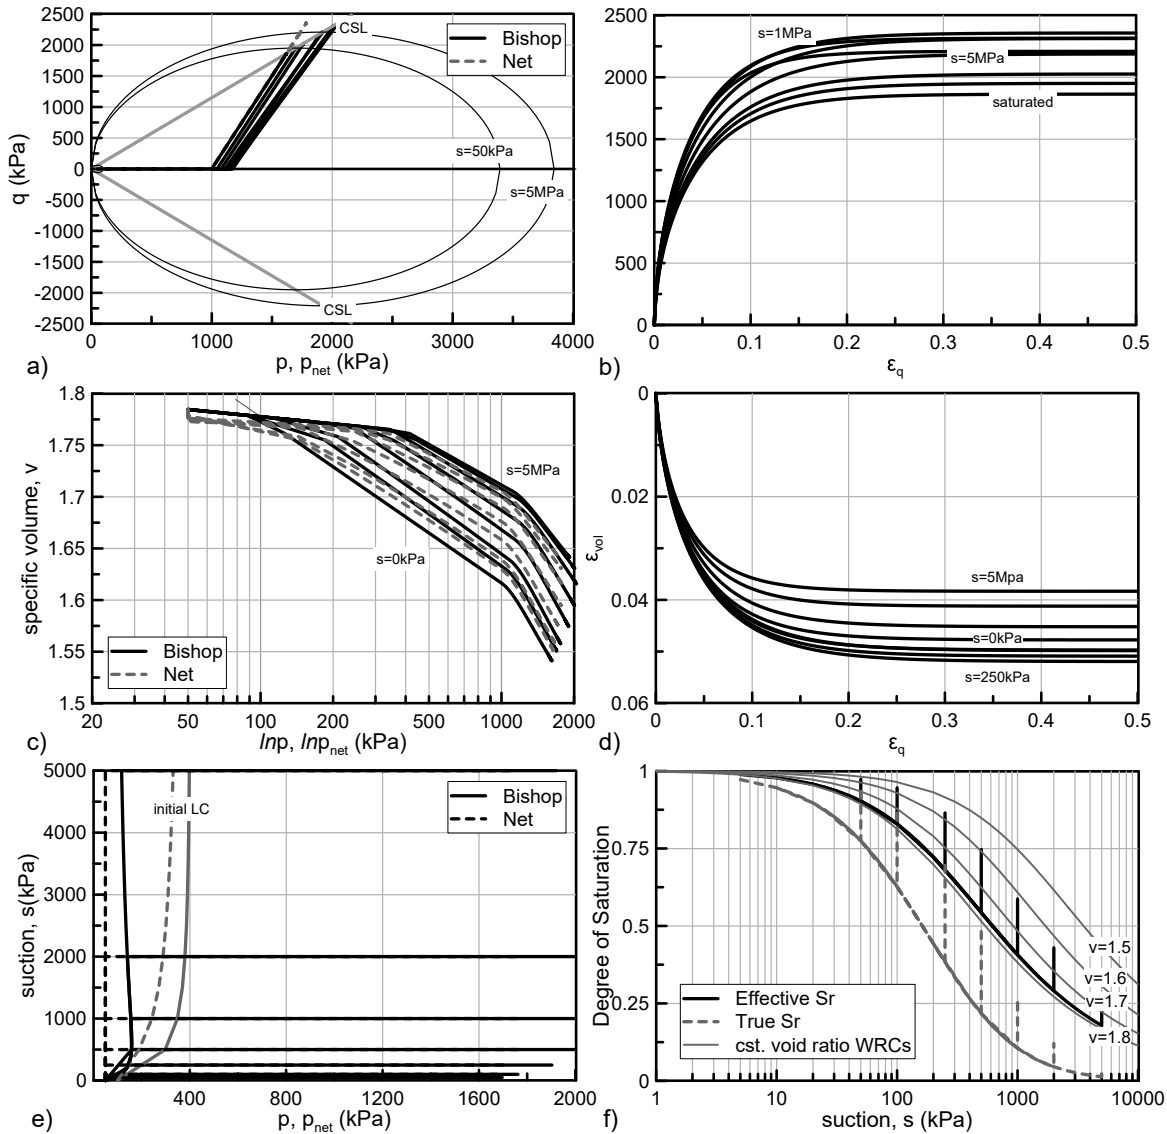 2500
2000
1500
1000
500
0
-500
-1000
-1500
-2000
-2500
q (kPa)
CSL
Bishop
Net
s=50kPa
s=5MPa
CSL
0
1000
2000
3000
4000
a)
p, pnet (kPa)
2500
2000
1500
1000
500
0
s=1MPa
s=5MPa
saturated
0
0.1
0.2
0.3
0.4
0.5
b)
εq
1.8
1.75
1.7
1.65
1.6
1.55
1.5
specific volume, v
s=5MPa
s=0kPa
Bishop
Net
20
50
100
200
500
1000
2000
c)
lnp, lnpnet (kPa)
0
0.02
0.04
0.06
εvol
s=5Mpa
s=0kPa
s=250kPa
0
0.1
0.2
0.3
0.4
0.5
d)
εq
5000
4000
3000
2000
1000
0
suction, s(kPa)
initial LC
Bishop
Net
400
800
1200
1600
2000
e)
p, pnet (kPa)
1
0.75
0.5
0.25
0
Degree of Saturation
v=1.5
v=1.6
v=1.7
v=1.8
Effective Sr
True Sr
cst. void ratio WRCs
1
10
100
1000
10000
f)
suction, s (kPa)